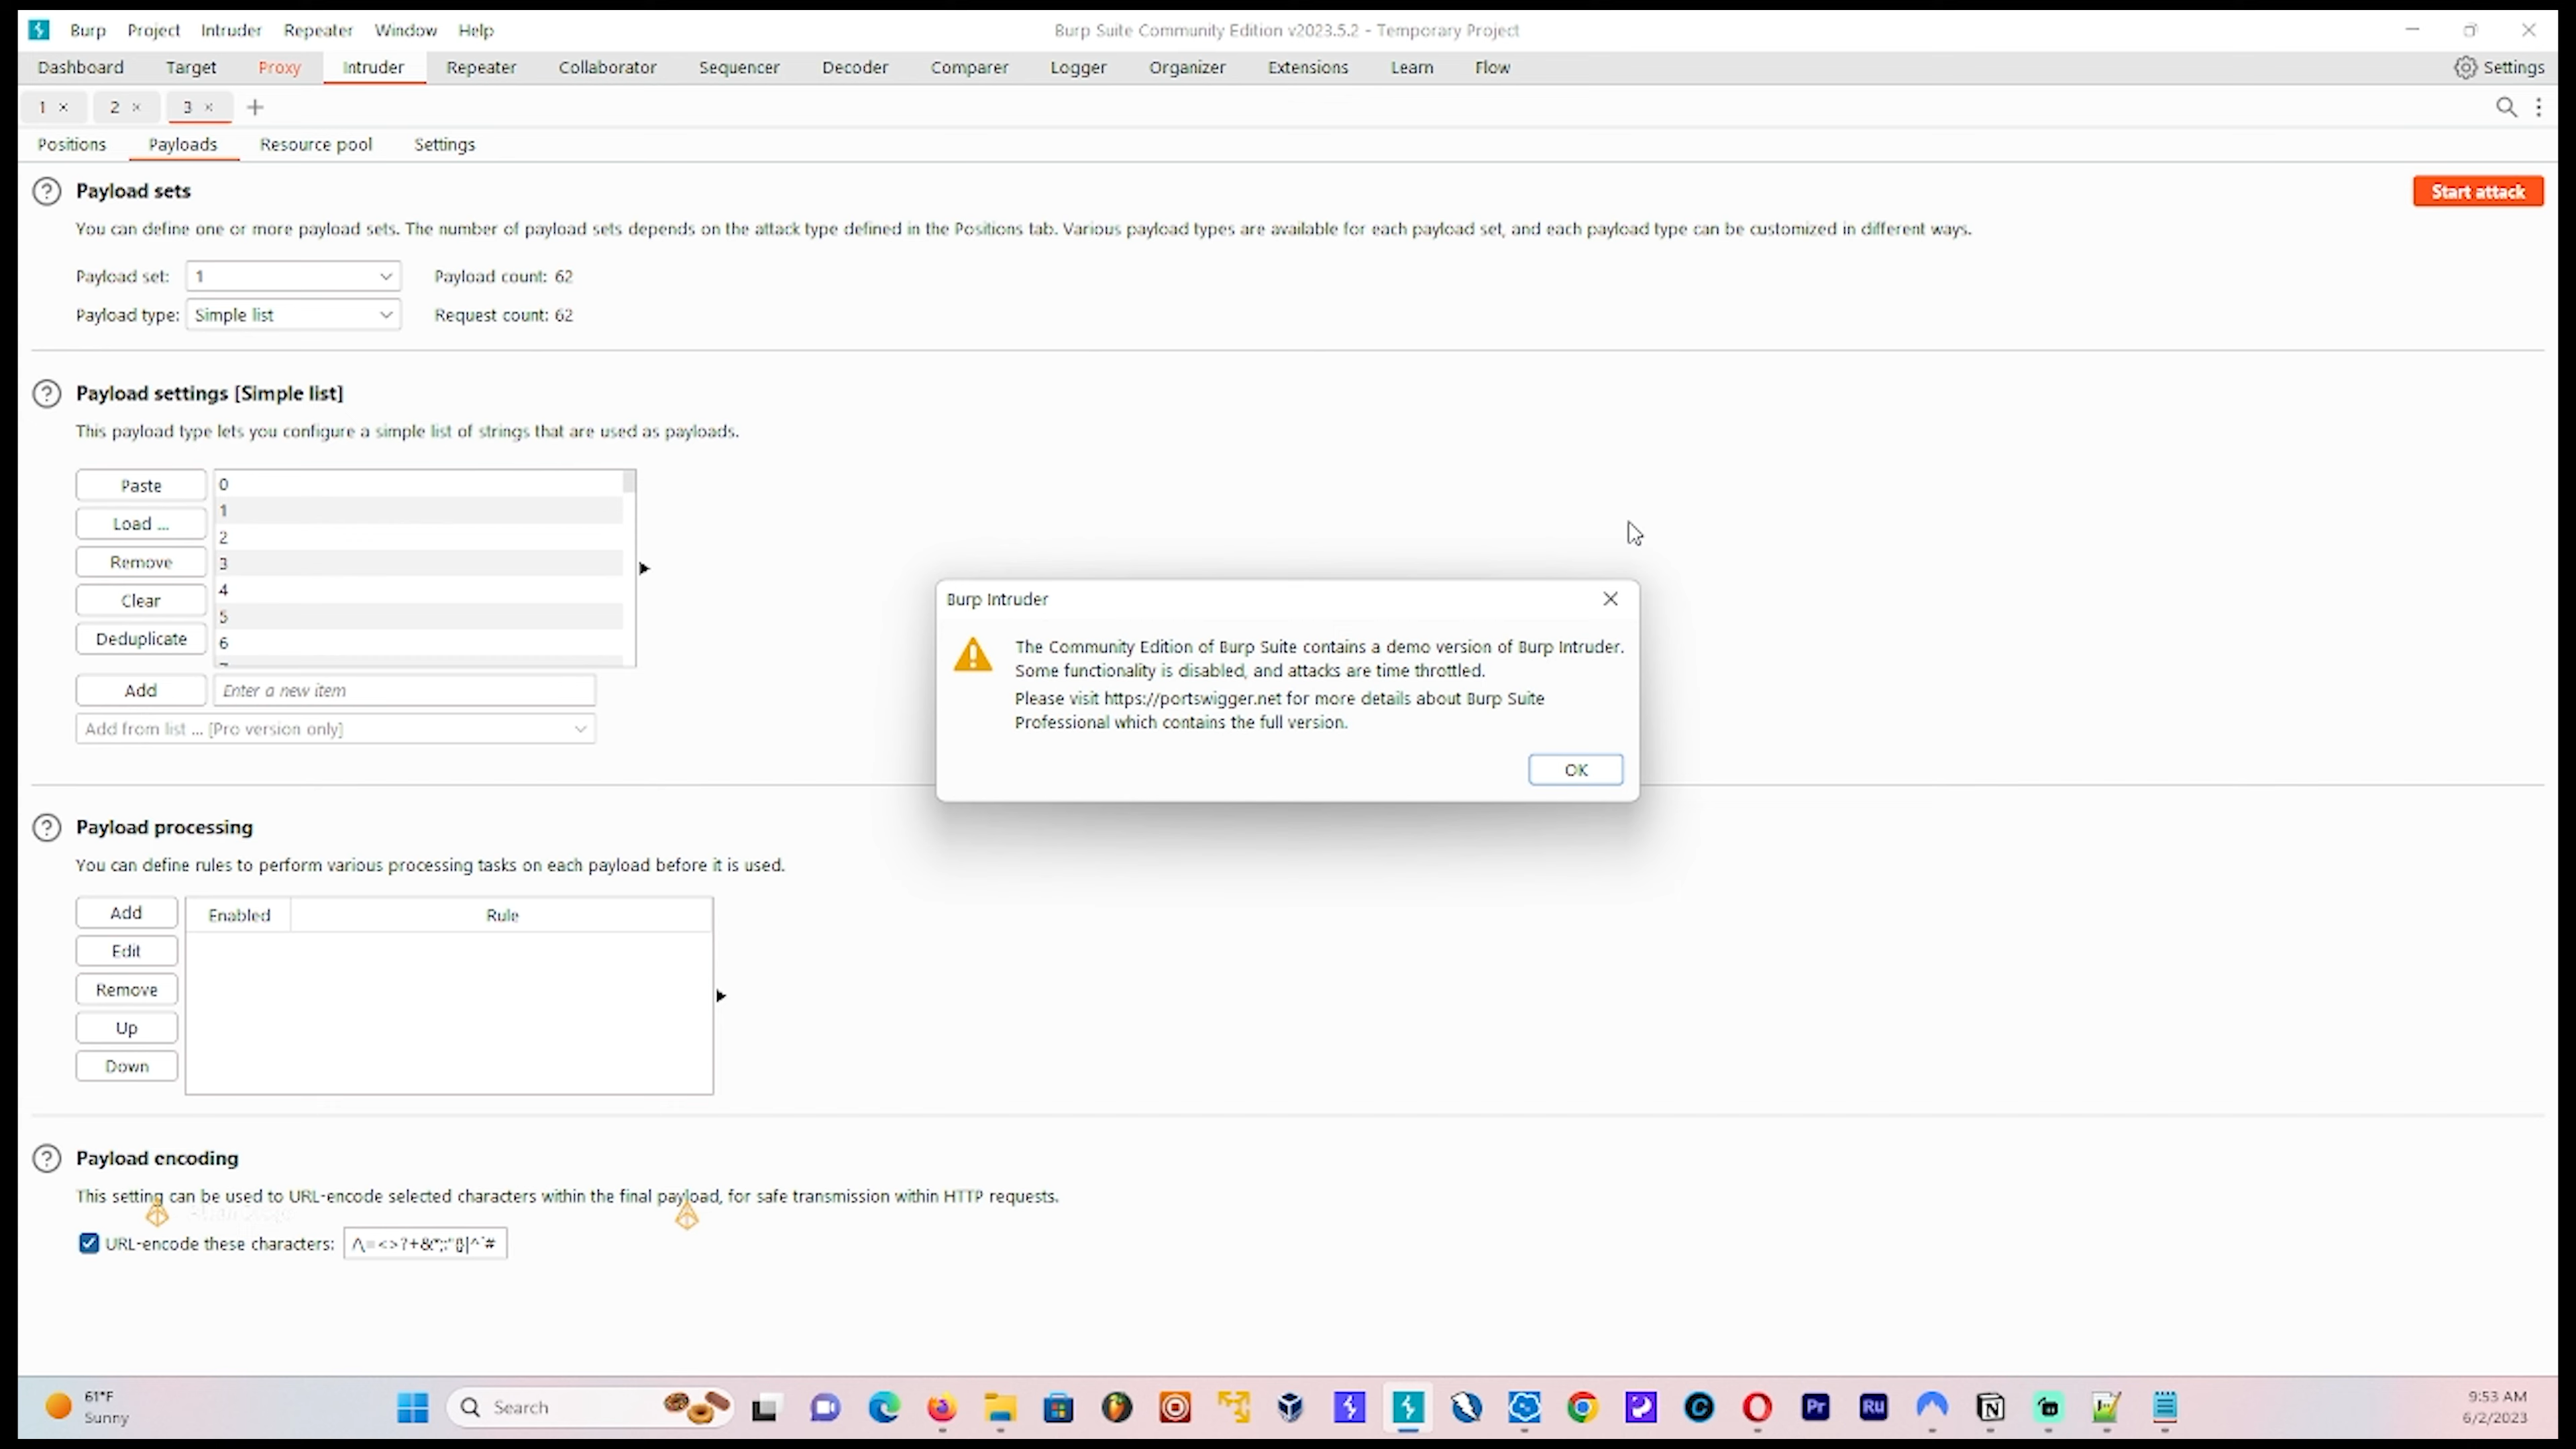 Burp Project Intruder Repeater Window Help
Burp Suite Community Edition v2023.5.2 - Temporary Project
Dashboard Target Proxy Intruder Repeater Collaborator Sequencer Decoder Comparer Logger Organizer Extensions Learn Flow
Settings
1 × 2 × 3 × +
Positions Payloads Resource pool Settings
? Payload sets
Start attack
You can define one or more payload sets. The number of payload sets depends on the attack type defined in the Positions tab. Various payload types are available for each payload set, and each payload type can be customized in different ways.
Payload set: 1 Payload count: 62
Payload type: Simple list Request count: 62
? Payload settings [Simple list]
This payload type lets you configure a simple list of strings that are used as payloads.
Paste
Load ...
Remove
Clear
Deduplicate
0
1
2
3
4
5
6
Add Enter a new item
Add from list ... [Pro version only]
Burp Intruder
The Community Edition of Burp Suite contains a demo version of Burp Intruder.
Some functionality is disabled, and attacks are time throttled.
Please visit https://portswigger.net for more details about Burp Suite
Professional which contains the full version.
OK
? Payload processing
You can define rules to perform various processing tasks on each payload before it is used.
Add
Edit
Remove
Up
Down
Enabled Rule
? Payload encoding
This setting can be used to URL-encode selected characters within the final payload, for safe transmission within HTTP requests.
URL-encode these characters:
61°F
Sunny
Search
Pr
Ru
9:53 AM
6/2/2023